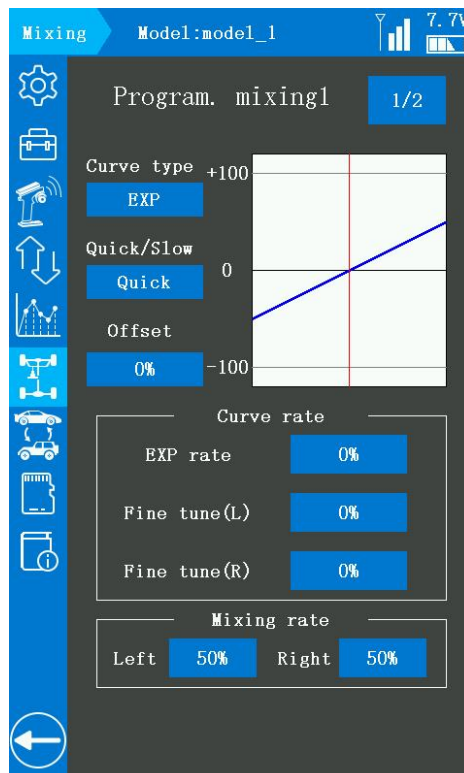 Mixing Model:model_1 7.7V
Program. mixing1 1/2
Curve type +100
EXP
Quick/Slow
Quick 0
Offset
0% -100
Curve rate
EXP rate 0%
Fine tune(L) 0%
Fine tune(R) 0%
Mixing rate
Left 50% Right 50%